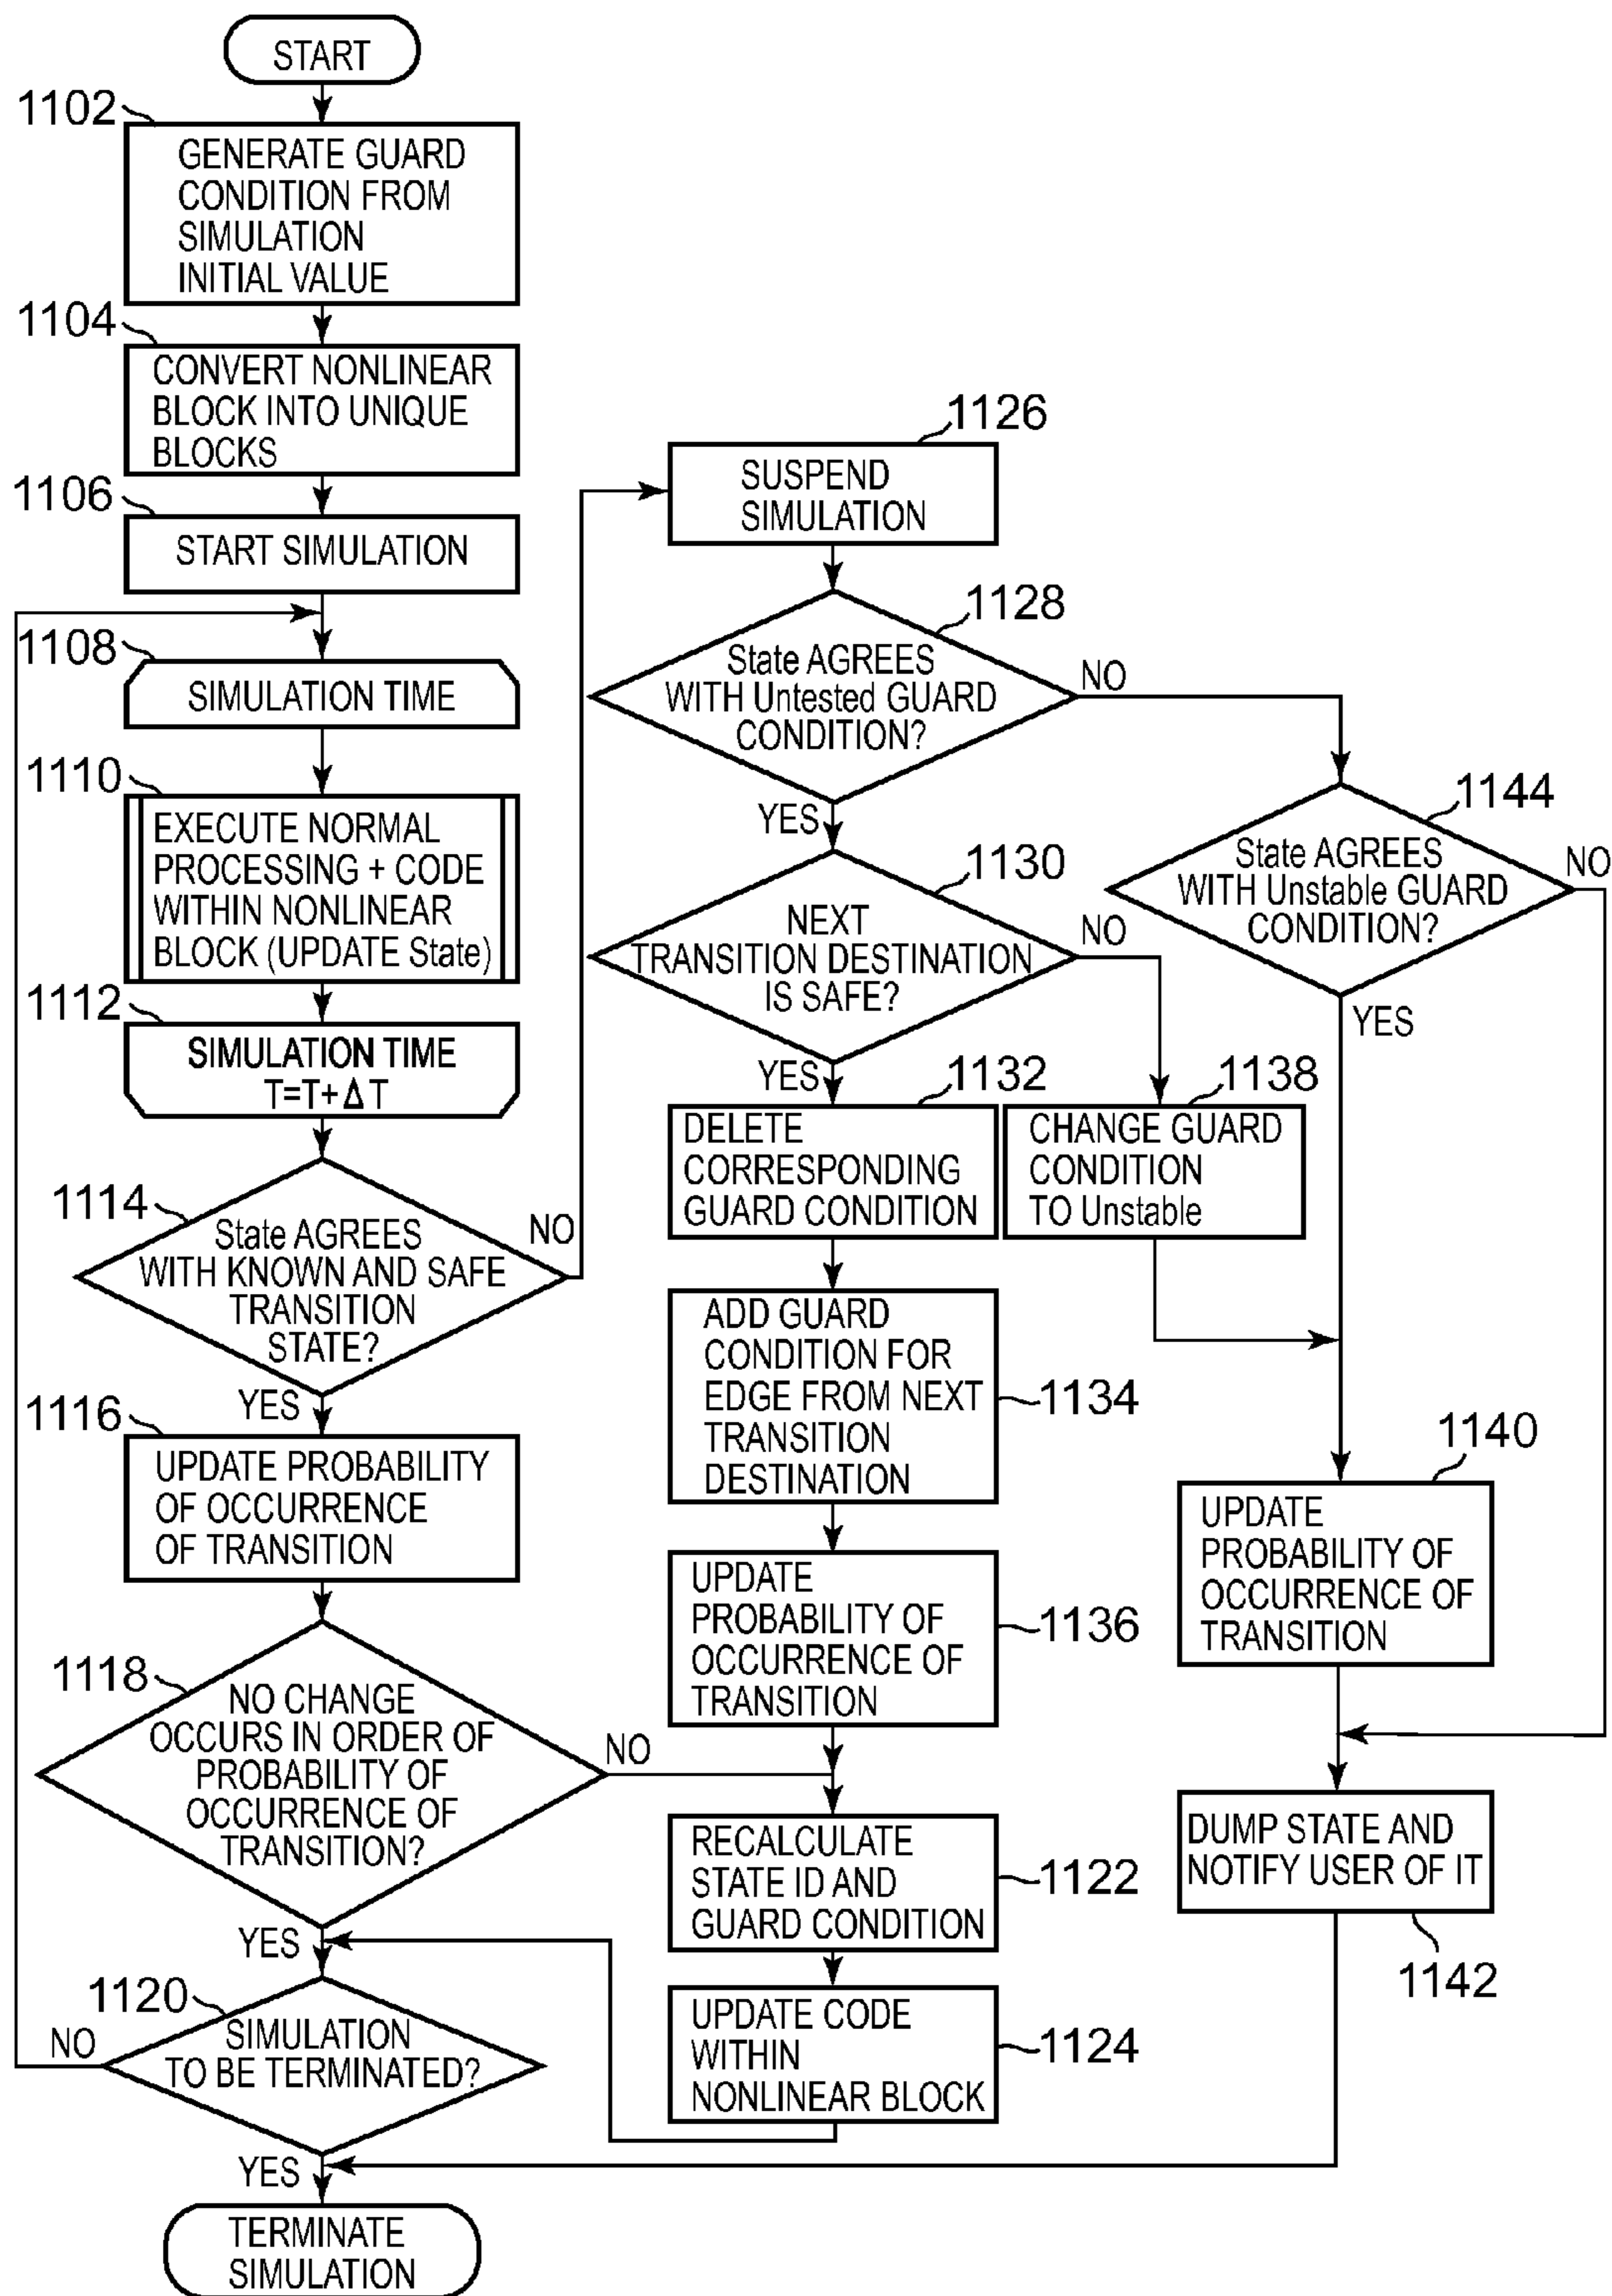 START
1102
GENERATE GUARD
CONDITION FROM
SIMULATION
INITIAL VALUE
1104
CONVERT NONLINEAR
BLOCK INTO UNIQUE
BLOCKS
1106
START SIMULATION
1108
SIMULATION TIME
1110
EXECUTE NORMAL
PROCESSING + CODE
WITHIN NONLINEAR
BLOCK (UPDATE State)
1112
SIMULATION TIME
T=T+Δ T
1114
State AGREES
WITH KNOWN AND SAFE
TRANSITION
STATE?
NO
YES
1116
UPDATE PROBABILITY
OF OCCURRENCE
OF TRANSITION
1118
NO CHANGE
OCCURS IN ORDER OF
PROBABILITY OF
OCCURRENCE OF
TRANSITION?
NO
YES
1120
SIMULATION
TO BE TERMINATED?
NO
YES
TERMINATE
SIMULATION
1126
SUSPEND
SIMULATION
1128
State AGREES
WITH Untested GUARD
CONDITION?
NO
YES
1130
NEXT
TRANSITION DESTINATION
IS SAFE?
NO
YES
1132
DELETE
CORRESPONDING
GUARD CONDITION
1138
CHANGE GUARD
CONDITION
TO Unstable
ADD GUARD
CONDITION FOR
EDGE FROM NEXT
TRANSITION
DESTINATION
1134
UPDATE
PROBABILITY OF
OCCURRENCE OF
TRANSITION
1136
RECALCULATE
STATE ID AND
GUARD CONDITION
1122
UPDATE CODE
WITHIN
NONLINEAR BLOCK
1124
1144
State AGREES
WITH Unstable GUARD
CONDITION?
NO
YES
1140
UPDATE
PROBABILITY OF
OCCURRENCE OF
TRANSITION
DUMP STATE AND
NOTIFY USER OF IT
1142